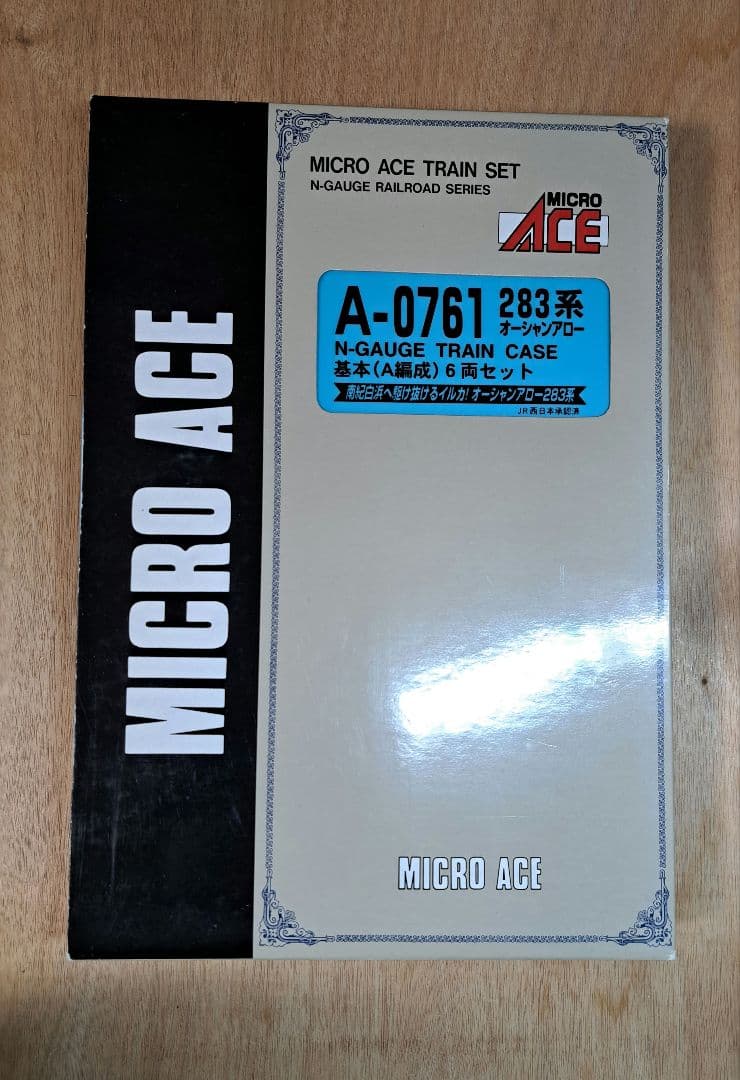 MICRO ACE
MICRO ACE TRAIN SET
N-GAUGE RAILROAD SERIES
MICRO
ACE
A-0761 283系
オーシャンアロー
N-GAUGE TRAIN CASE
基本(A編成)6両セット
南紀白浜へ駆け抜けるイルカ!オーシャンアロー283系
JR西日本承認済
MICRO ACE